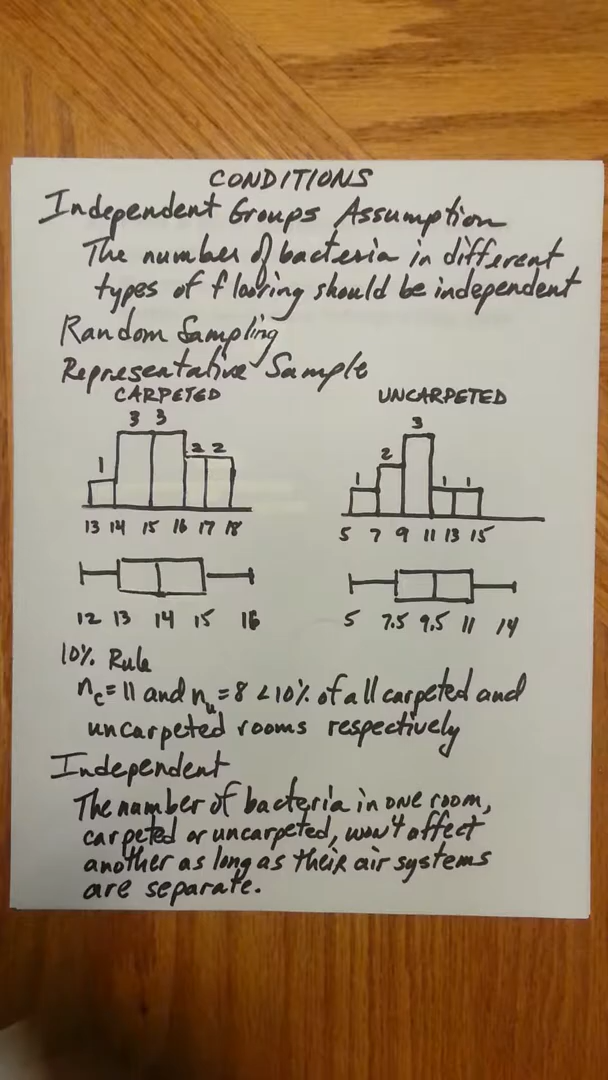 CONDITIONS
Independent Groups Assumption
The number of bacteria in different
types of flooring should be independent
Random Sampling
Representative Sample
CARPETED UNCARPETED
3 3 3
1 2 2 2 1 1 1
13 14 15 16 17 18 5 7 9 11 13 15
12 13 14 15 16 5 7.5 9.5 11 14
10% Rule
nc = 11 and nu = 8 < 10% of all carpeted and
uncarpeted rooms respectively
Independent
The number of bacteria in one room,
carpeted or uncarpeted, won't affect
another as long as their air systems
are separate.